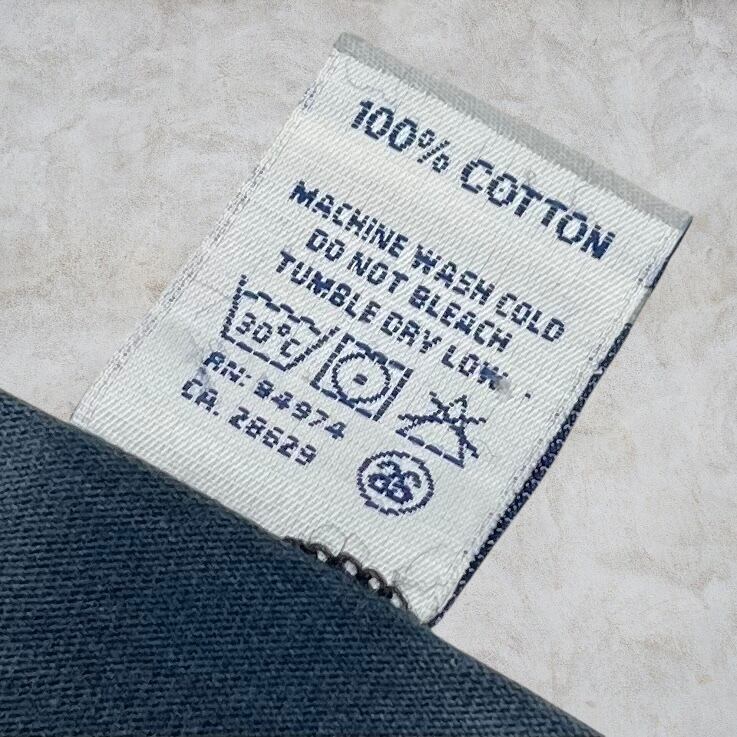 100% COTTON
MACHINE WASH COLD
DO NOT BLEACH
TUMBLE DRY LOW
30°C
RN: 94974
CA. 28629